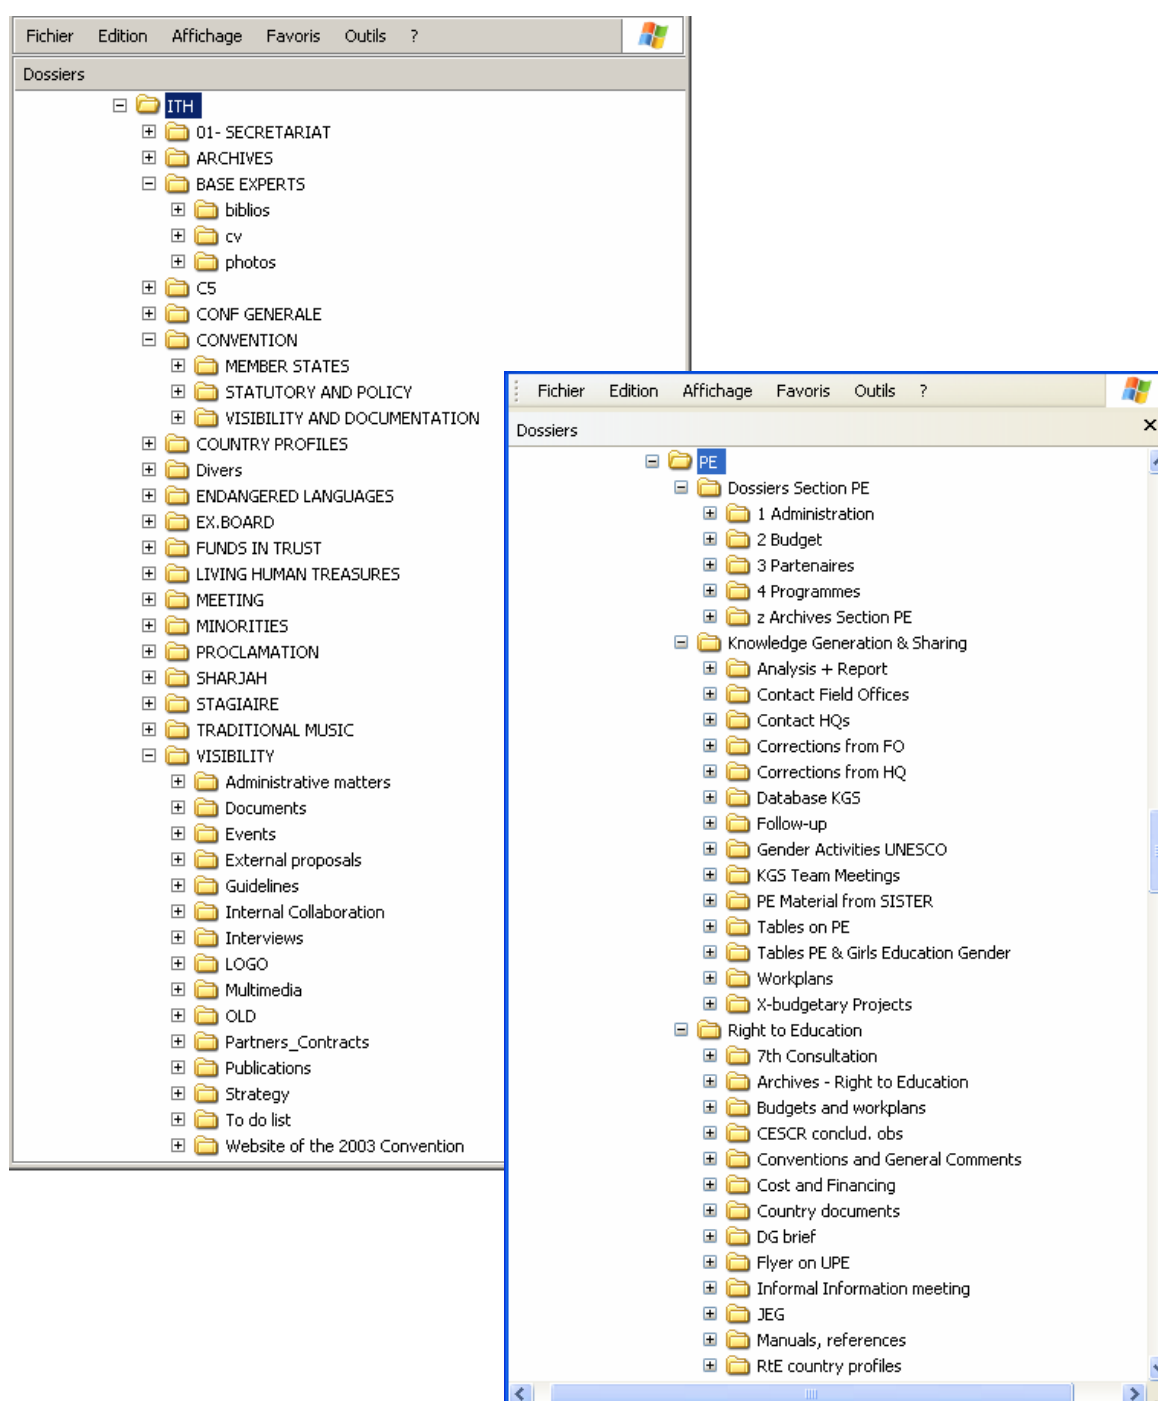 Fichier Edition Affichage Favoris Outils ?
Dossiers
ITH
01- SECRETARIAT
ARCHIVES
BASE EXPERTS
biblios
cv
photos
C5
CONF GENERALE
CONVENTION
MEMBER STATES
STATUTORY AND POLICY
VISIBILITY AND DOCUMENTATION
COUNTRY PROFILES
Divers
ENDANGERED LANGUAGES
EX.BOARD
FUNDS IN TRUST
LIVING HUMAN TREASURES
MEETING
MINORITIES
PROCLAMATION
SHARJAH
STAGIAIRE
TRADITIONAL MUSIC
VISIBILITY
Administrative matters
Documents
Events
External proposals
Guidelines
Internal Collaboration
Interviews
LOGO
Multimedia
OLD
Partners_Contracts
Publications
Strategy
To do list
Website of the 2003 Convention
Fichier Edition Affichage Favoris Outils ?
Dossiers
PE
Dossiers Section PE
1 Administration
2 Budget
3 Partenaires
4 Programmes
z Archives Section PE
Knowledge Generation & Sharing
Analysis + Report
Contact Field Offices
Contact HQs
Corrections from FO
Corrections from HQ
Database KGS
Follow-up
Gender Activities UNESCO
KGS Team Meetings
PE Material from SISTER
Tables on PE
Tables PE & Girls Education Gender
Workplans
X-budgetary Projects
Right to Education
7th Consultation
Archives - Right to Education
Budgets and workplans
CESCR conclud. obs
Conventions and General Comments
Cost and Financing
Country documents
DG brief
Flyer on UPE
Informal Information meeting
JEG
Manuals, references
RtE country profiles